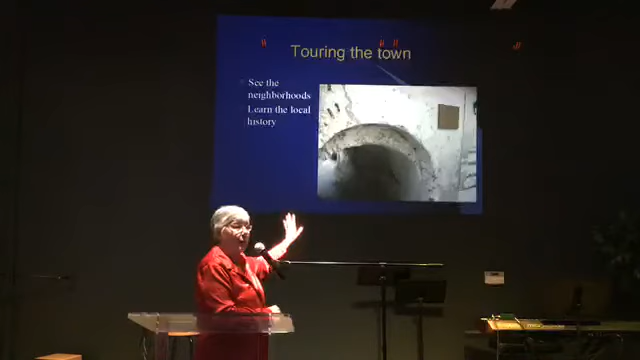 Touring the town
See the
neighborhoods
Learn the local
history